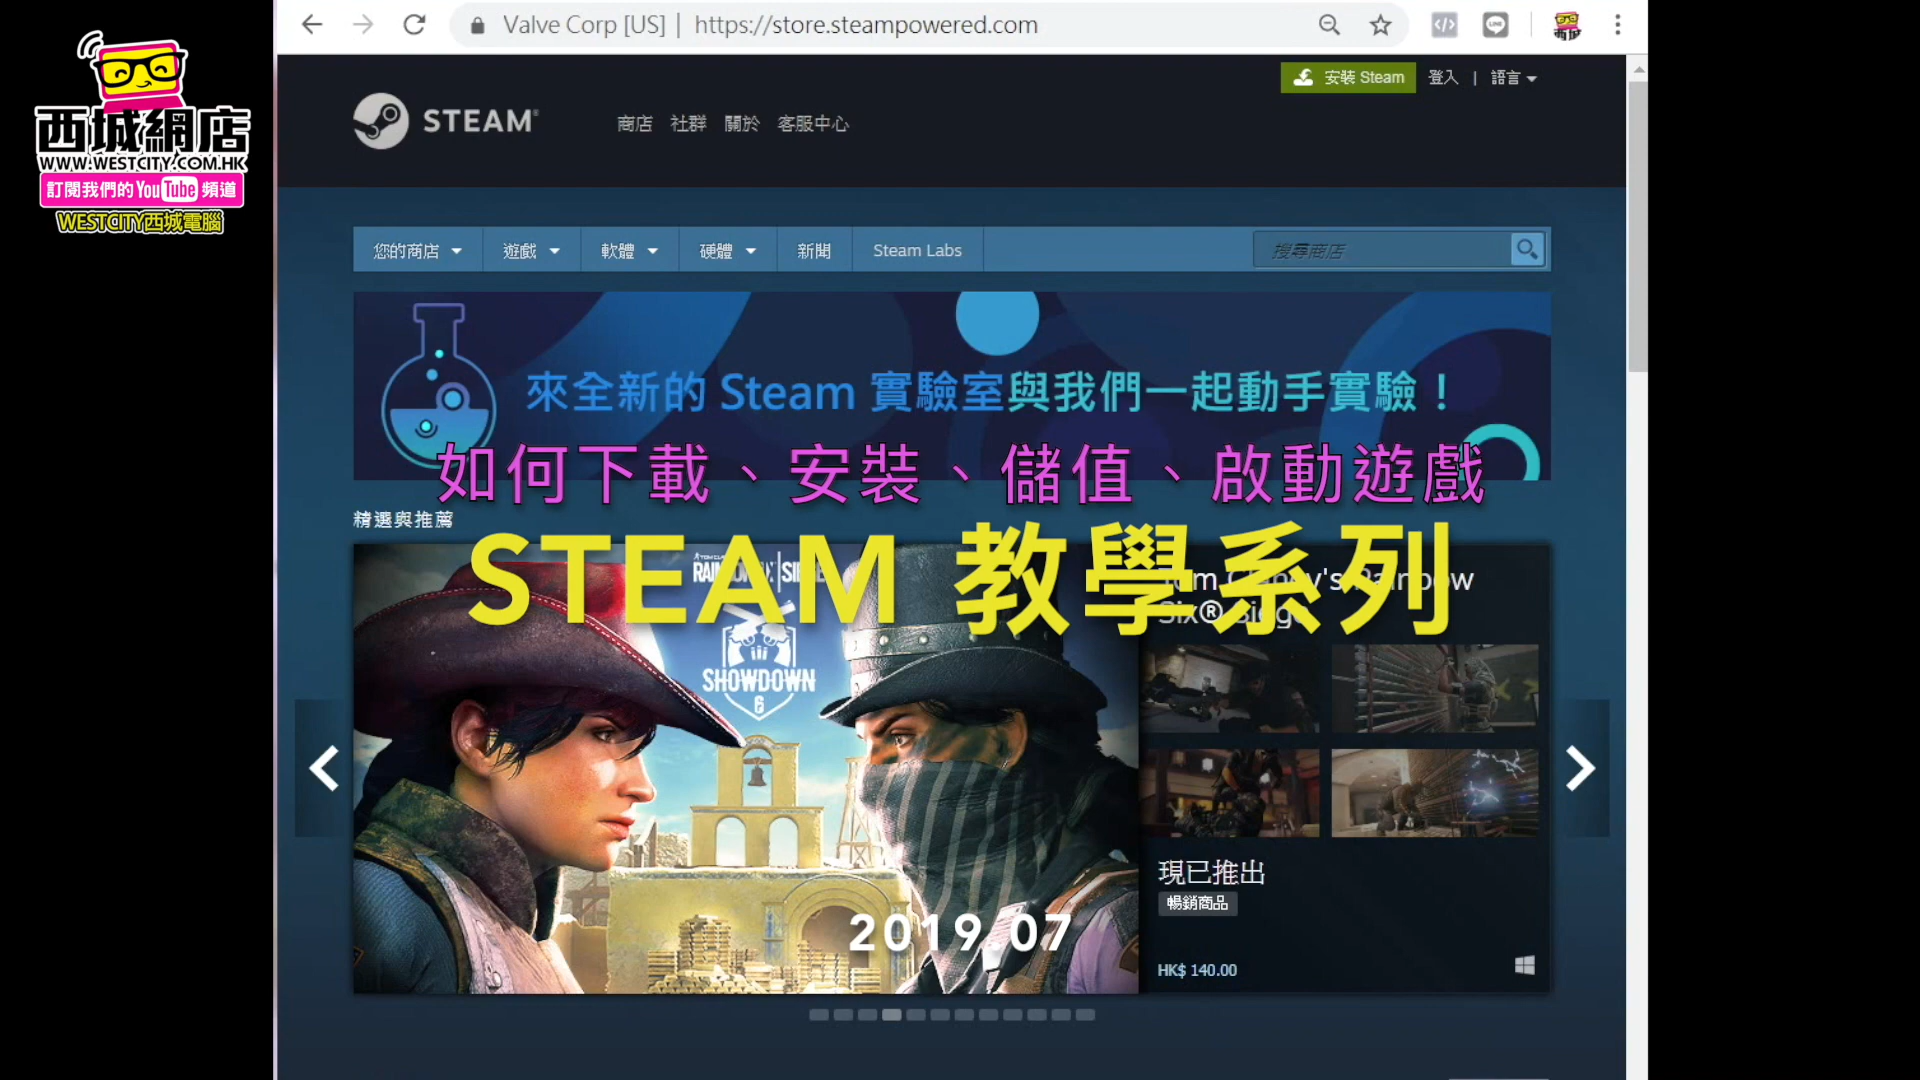 西城網店
WWW.WESTCITY.COM.HK
訂閱我們的YouTube頻道
WESTCITY西城電腦
Valve Corp [US] | https://store.steampowered.com
安裝 Steam 登入 | 語言
STEAM® 商店 社群 關於 客服中心
您的商店 遊戲 軟體 硬體 新聞 Steam Labs 搜尋商店
來全新的 Steam 實驗室與我們一起動手實驗！
如何下載、安裝、儲值、啟動遊戲
精選與推薦
STEAM 教學系列
Tom Clancy's Rainbow
Six® Siege
SHOWDOWN
6
現已推出
暢銷商品
2019.07
HK$ 140.00